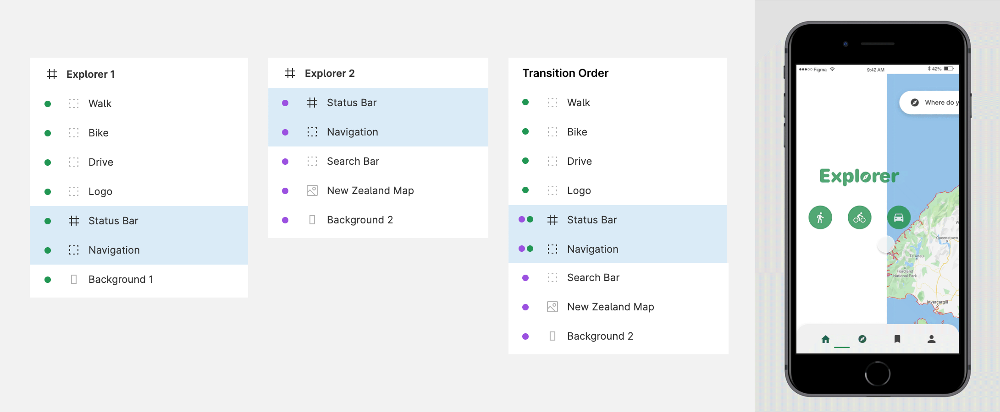 Explorer 1
Walk
Bike
Drive
Logo
Status Bar
Navigation
Background 1
Explorer 2
Status Bar
Navigation
Search Bar
New Zealand Map
Background 2
Transition Order
Walk
Bike
Drive
Logo
Status Bar
Navigation
Search Bar
New Zealand Map
Background 2
Figma 9:42 AM 42%
Where do y
Explorer
W
Queenstown
Te Anau
Fiordland
National Park
Invercargill